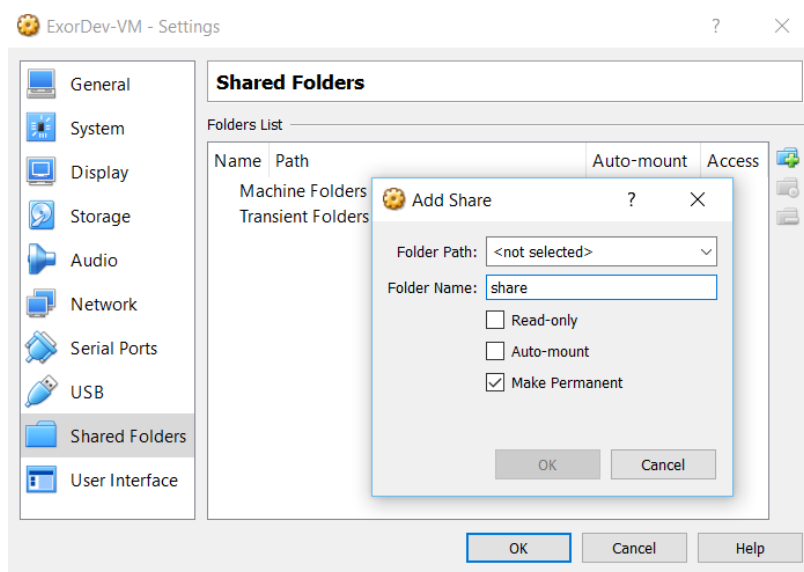 ExorDev-VM - Settings
?
General
System
Display
Storage
Audio
Network
Serial Ports
USB
Shared Folders
User Interface
Shared Folders
Folders List
Name Path Auto-mount Access
Machine Folders
Transient Folders
Add Share
?
Folder Path: <not selected>
Folder Name: share
Read-only
Auto-mount
Make Permanent
OK Cancel
OK Cancel Help